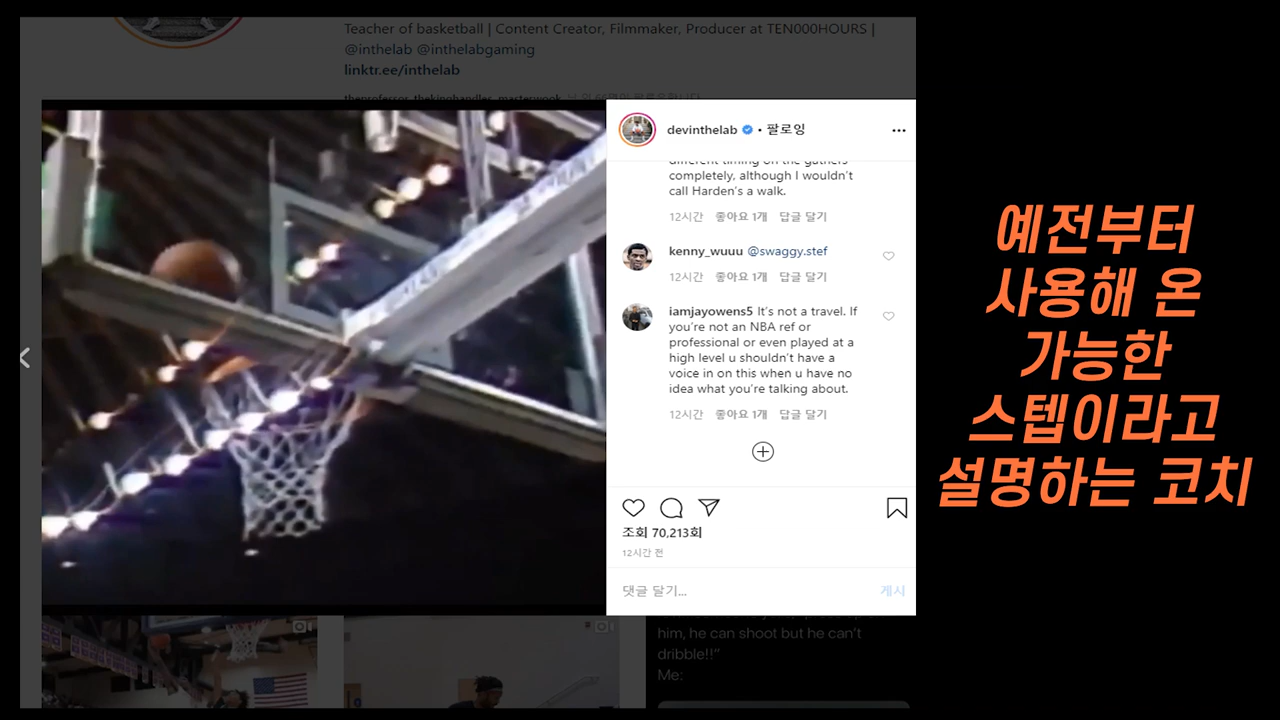 Teacher of basketball | Content Creator, Filmmaker, Producer at TEN000HOURS |
@inthelab @inthelabgaming
linktr.ee/inthelab
devinthelab • 팔로잉
different timing on the gathers
completely, although I wouldn't
call Harden's a walk.
12시간 좋아요 1개 답글 달기
kenny_wuuu @swaggy.stef
12시간 좋아요 1개 답글 달기
iamjayowens5 It's not a travel. If
you're not an NBA ref or
professional or even played at a
high level u shouldn't have a
voice in on this when u have no
idea what you're talking about.
12시간 좋아요 1개 답글 달기
조회 70,213회
12시간 전
댓글 달기...
게시
him, he can shoot but he can't
dribble!!"
Me:
예전부터
사용해 온
가능한
스텝이라고
설명하는 코치